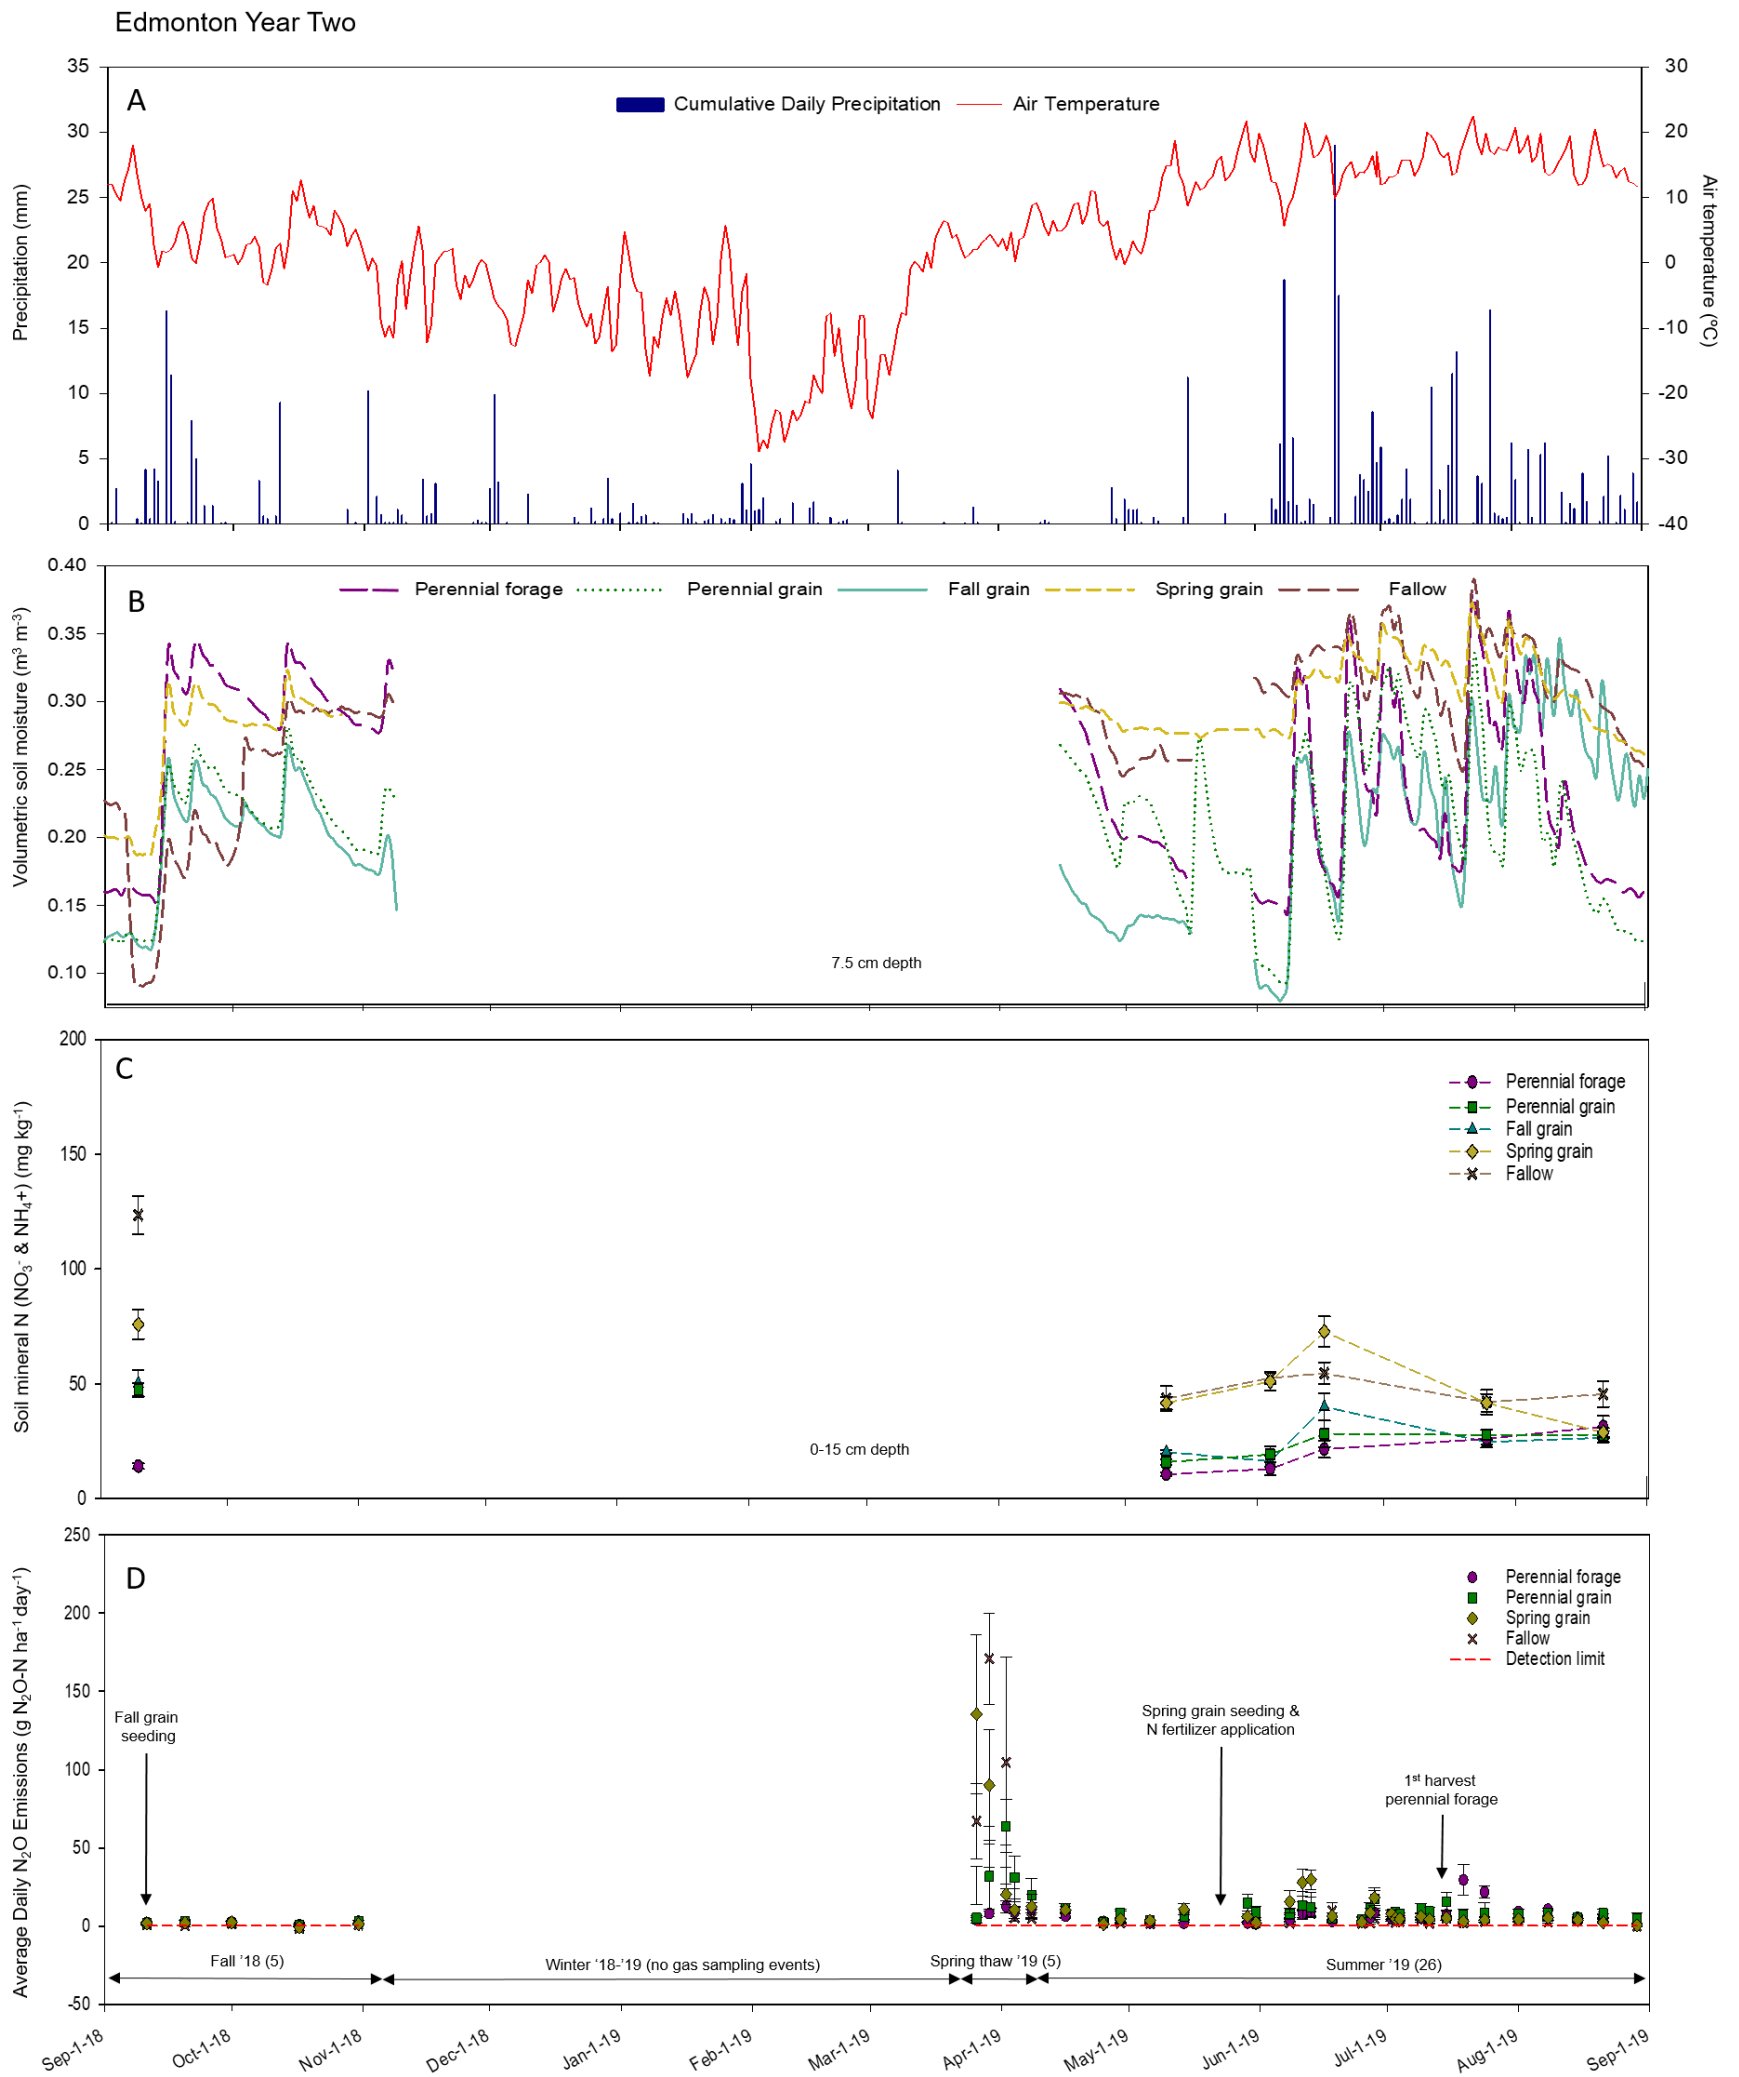 Edmonton Year Two
A
Cumulative Daily Precipitation
Air Temperature
Precipitation (mm)
Air temperature (°C)
35
30
25
20
15
10
5
0
30
20
10
0
-10
-20
-30
-40
B
Perennial forage
Perennial grain
Fall grain
Spring grain
Fallow
Volumetric soil moisture (m³ m⁻³)
0.40
0.35
0.30
0.25
0.20
0.15
0.10
7.5 cm depth
C
Perennial forage
Perennial grain
Fall grain
Spring grain
Fallow
Soil mineral N (NO₃⁻ & NH₄+) (mg kg⁻¹)
200
150
100
50
0
0-15 cm depth
D
Perennial forage
Perennial grain
Spring grain
Fallow
Detection limit
Average Daily N₂O Emissions (g N₂O-N ha⁻¹ day⁻¹)
250
200
150
100
50
0
-50
Fall grain
seeding
Spring grain seeding &
N fertilizer application
1st harvest
perennial forage
Fall ’18 (5)
Winter ‘18-’19 (no gas sampling events)
Spring thaw ’19 (5)
Summer ’19 (26)
Sep-1-18
Oct-1-18
Nov-1-18
Dec-1-18
Jan-1-19
Feb-1-19
Mar-1-19
Apr-1-19
May-1-19
Jun-1-19
Jul-1-19
Aug-1-19
Sep-1-19